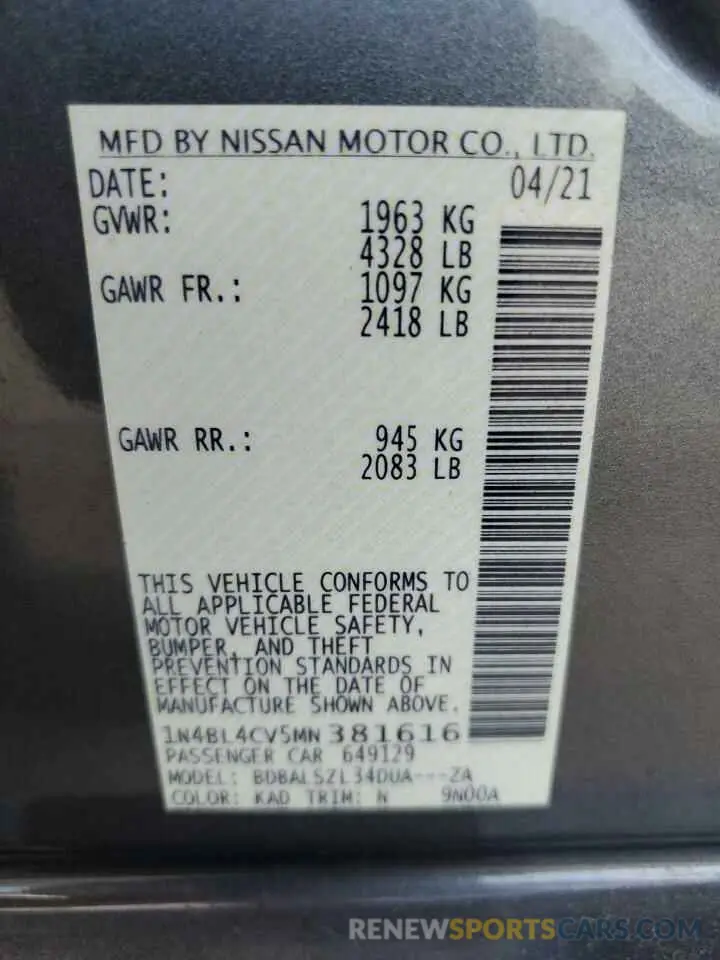 MFD BY NISSAN MOTOR CO., LTD.
DATE: 04/21
GVWR: 1963 KG
4328 LB
GAWR FR.: 1097 KG
2418 LB
GAWR RR.: 945 KG
2083 LB
THIS VEHICLE CONFORMS TO
ALL APPLICABLE FEDERAL
MOTOR VEHICLE SAFETY,
BUMPER, AND THEFT
PREVENTION STANDARDS IN
EFFECT ON THE DATE OF
MANUFACTURE SHOWN ABOVE.
1N4BL4CV5MN381616
PASSENGER CAR 649129
MODEL: BDBALSZL34DUA---ZA
COLOR: KAD TRIM: N 9N00A
RENEWSPORTSCARS.COM